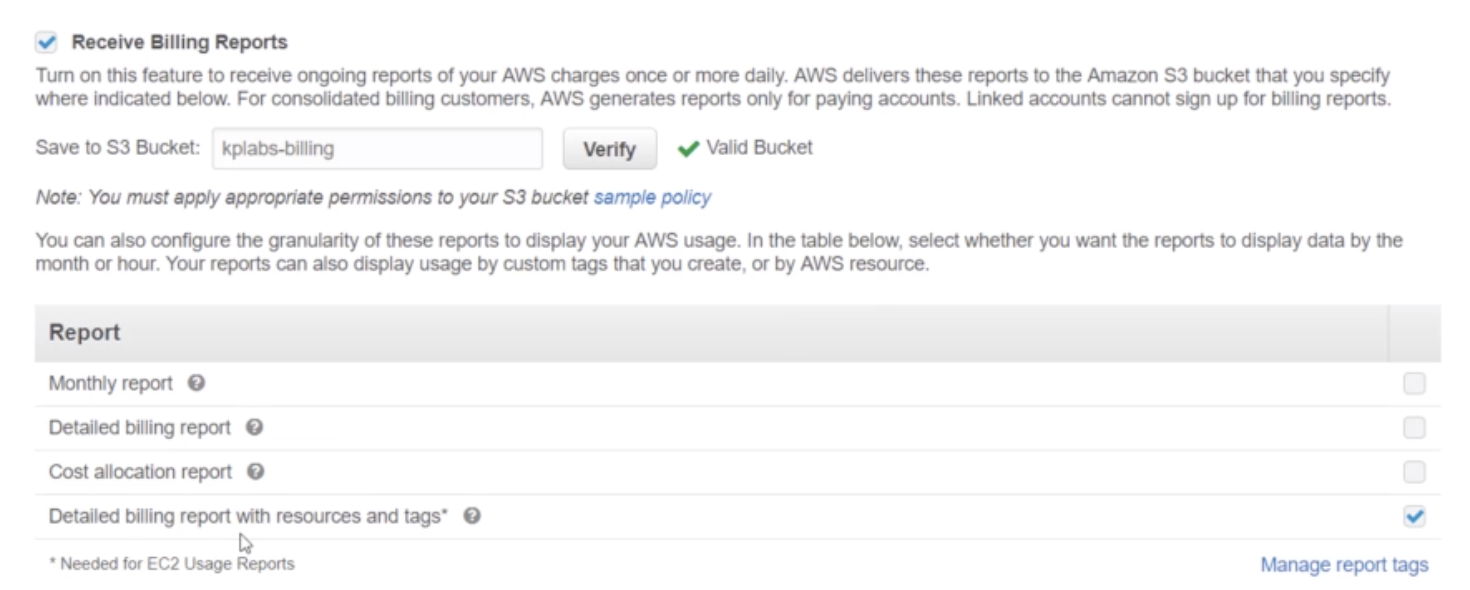 Receive Billing Reports
Turn on this feature to receive ongoing reports of your AWS charges once or more daily. AWS delivers these reports to the Amazon S3 bucket that you specify
where indicated below. For consolidated billing customers, AWS generates reports only for paying accounts. Linked accounts cannot sign up for billing reports.
Save to S3 Bucket: kplabs-billing Verify Valid Bucket
Note: You must apply appropriate permissions to your S3 bucket sample policy
You can also configure the granularity of these reports to display your AWS usage. In the table below, select whether you want the reports to display data by the
month or hour. Your reports can also display usage by custom tags that you create, or by AWS resource.
Report
Monthly report ?
Detailed billing report ?
Cost allocation report ?
Detailed billing report with resources and tags* ?
* Needed for EC2 Usage Reports Manage report tags